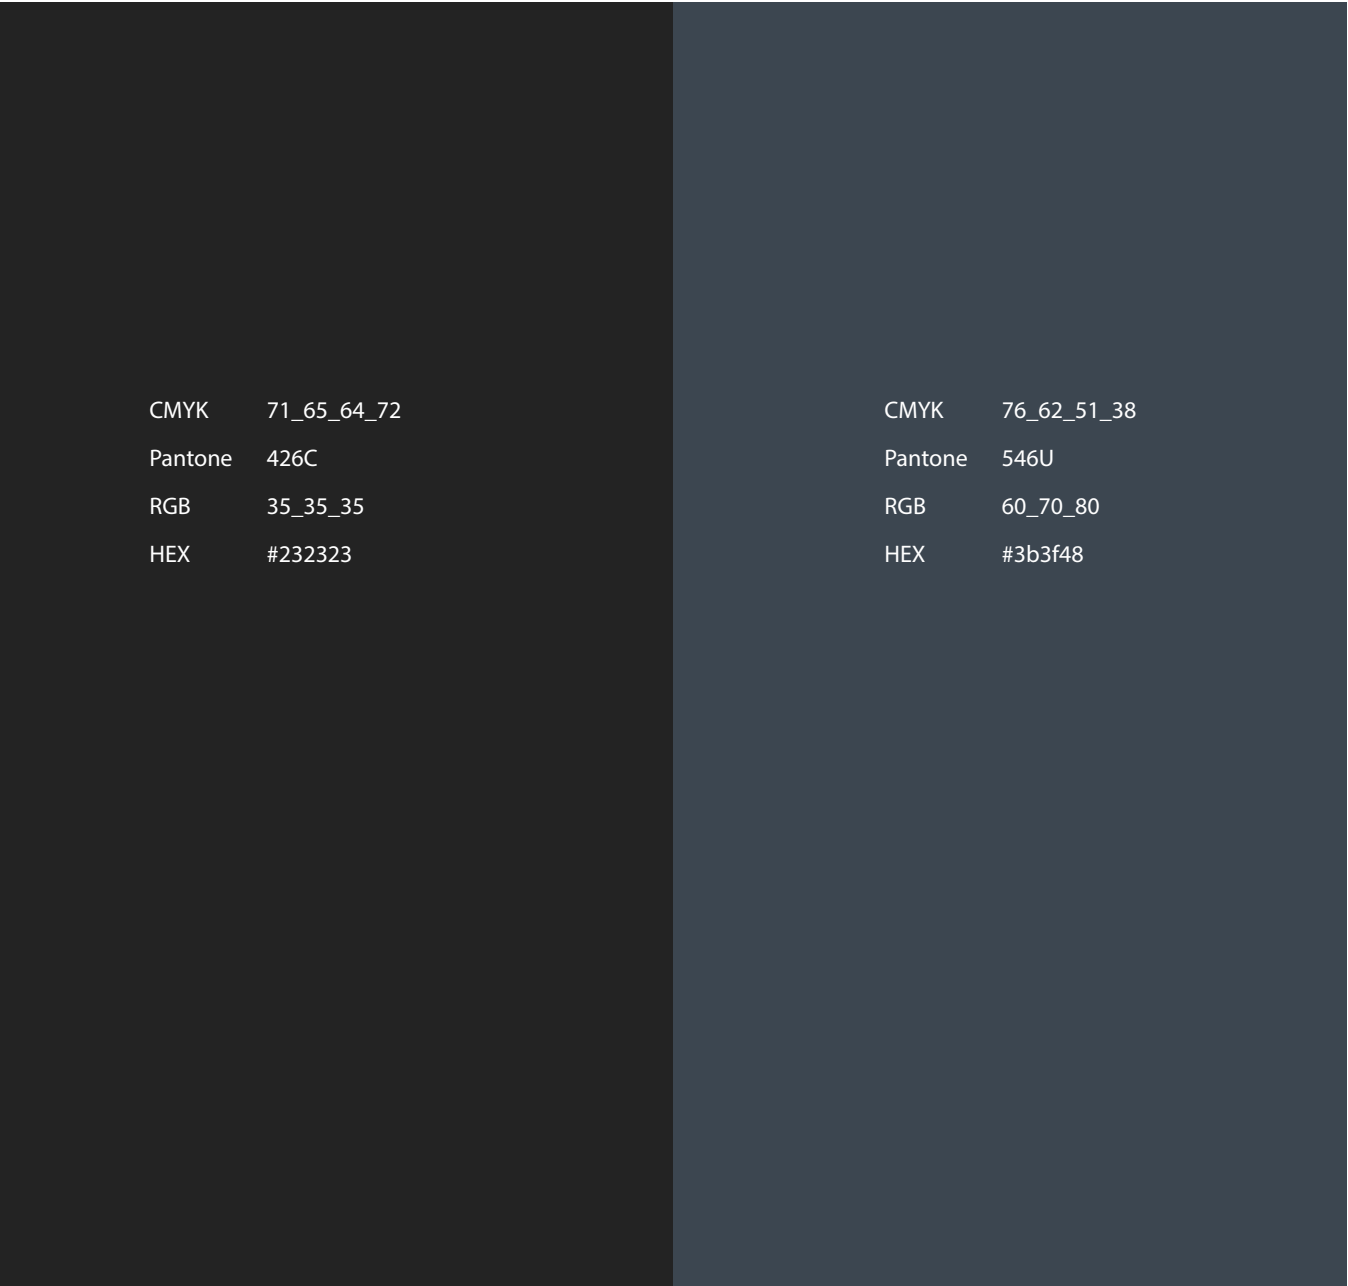 CMYK 71_65_64_72
Pantone 426C
RGB 35_35_35
HEX #232323
CMYK 76_62_51_38
Pantone 546U
RGB 60_70_80
HEX #3b3f48